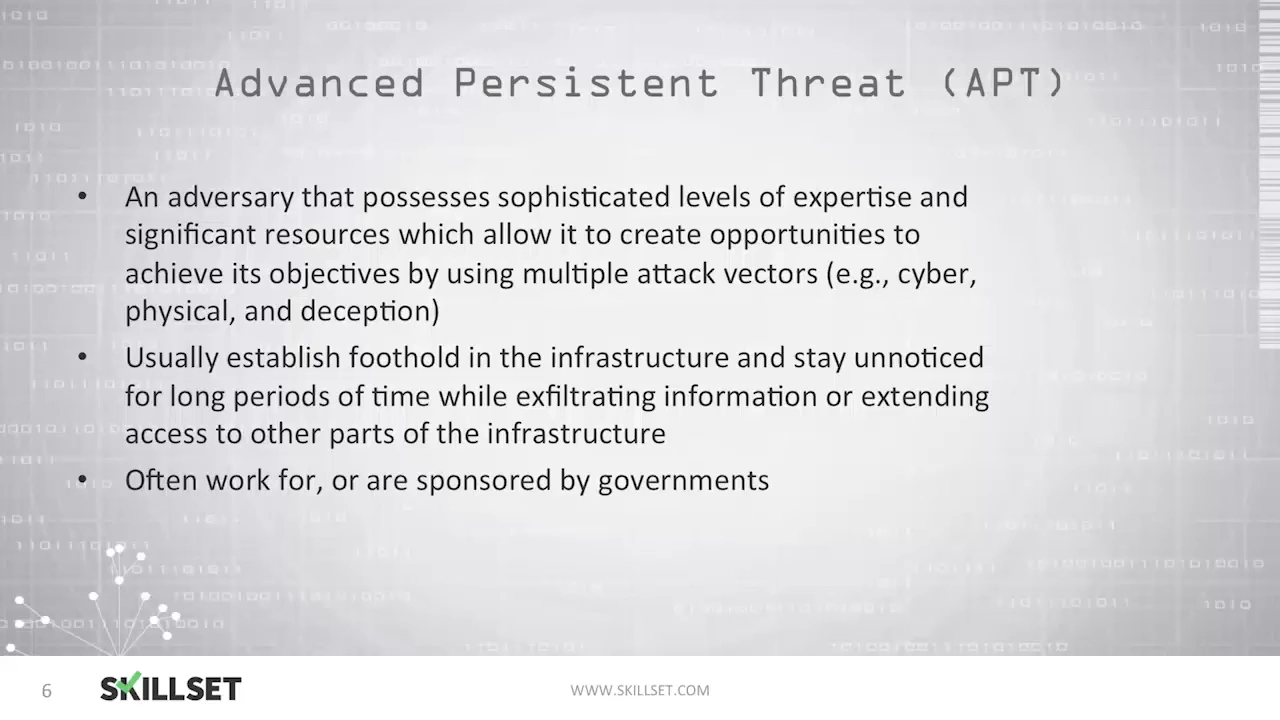 Advanced Persistent Threat (APT)
• An adversary that possesses sophisticated levels of expertise and
significant resources which allow it to create opportunities to
achieve its objectives by using multiple attack vectors (e.g., cyber,
physical, and deception)
• Usually establish foothold in the infrastructure and stay unnoticed
for long periods of time while exfiltrating information or extending
access to other parts of the infrastructure
• Often work for, or are sponsored by governments
6
SKILLSET
WWW.SKILLSET.COM